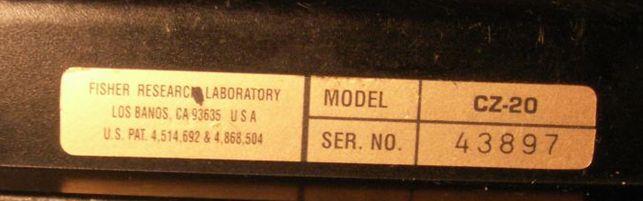 FISHER RESEARCH LABORATORY
LOS BANOS, CA 93635 U S A
U.S. PAT. 4,514,692 & 4,868,504
MODEL CZ-20
SER. NO. 43897